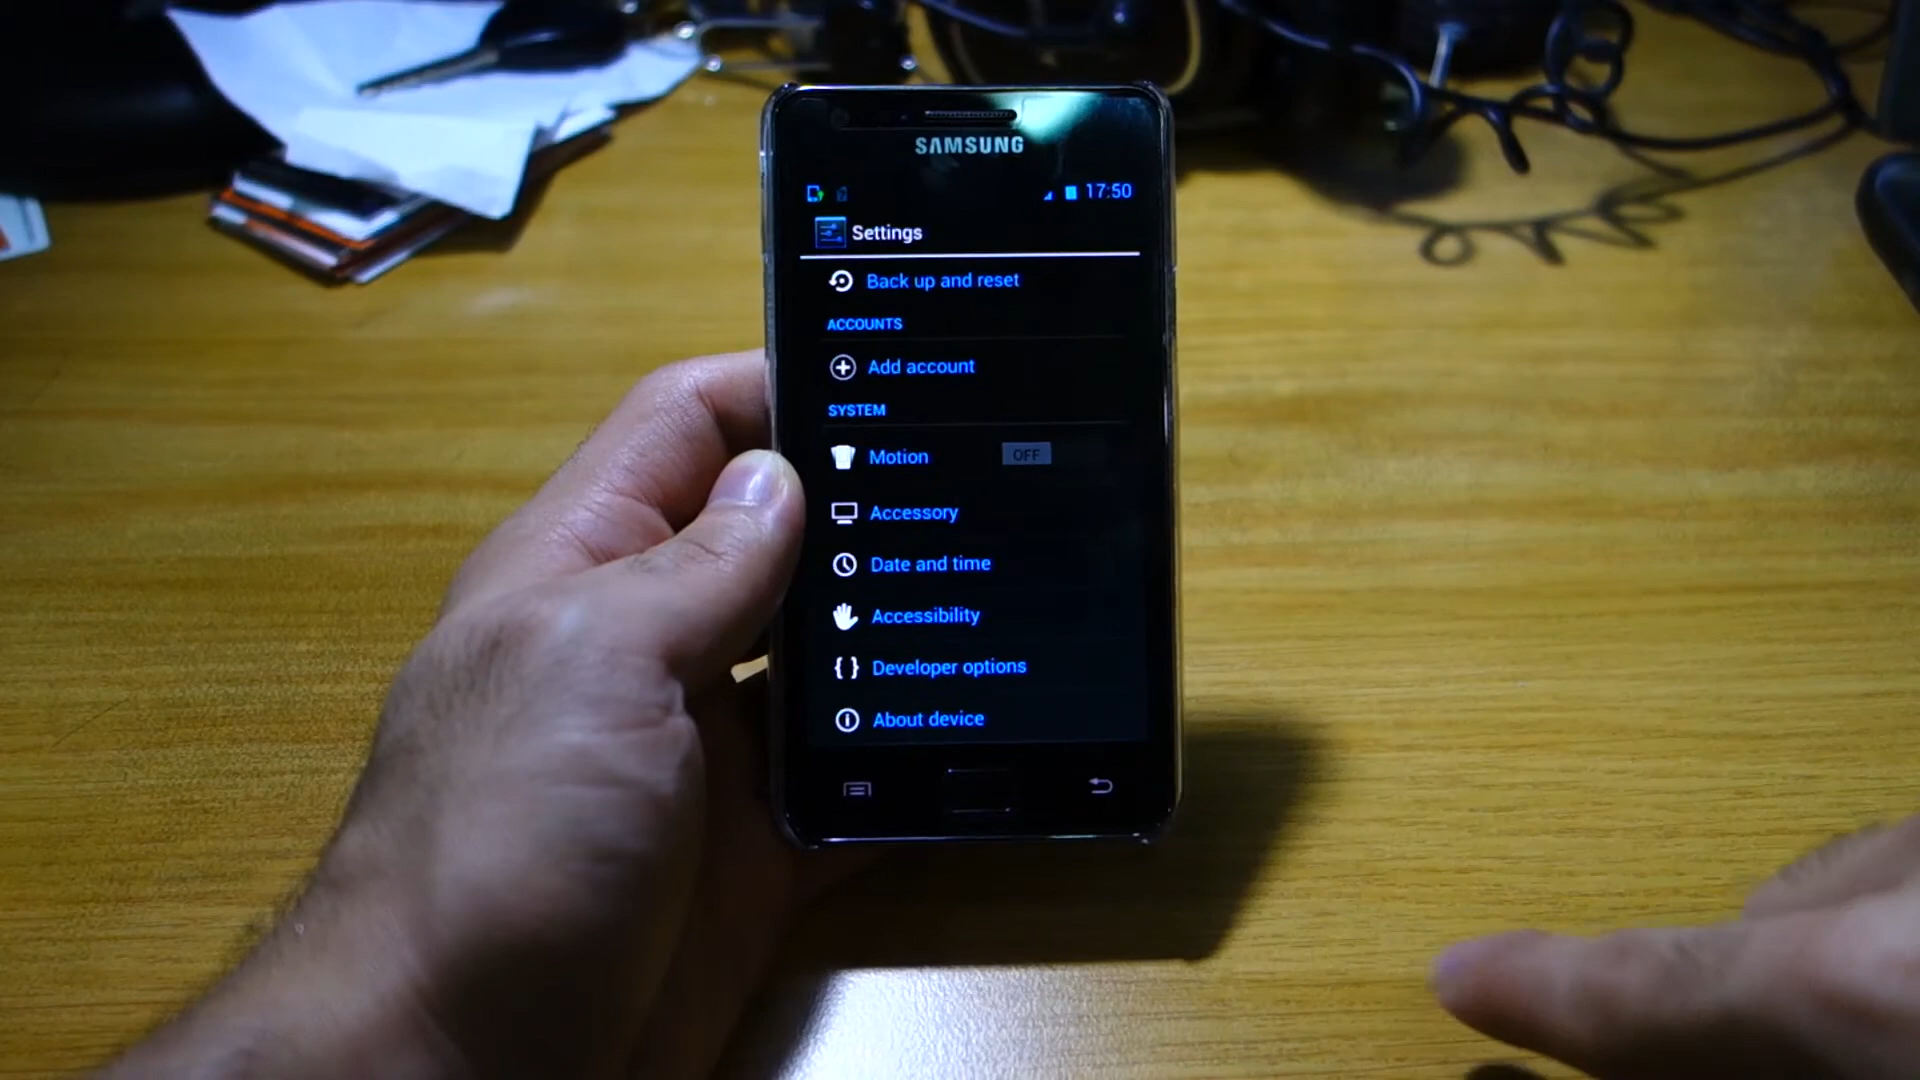 SAMSUNG
17:50
Settings
Back up and reset
ACCOUNTS
Add account
SYSTEM
Motion OFF
Accessory
Date and time
Accessibility
Developer options
About device